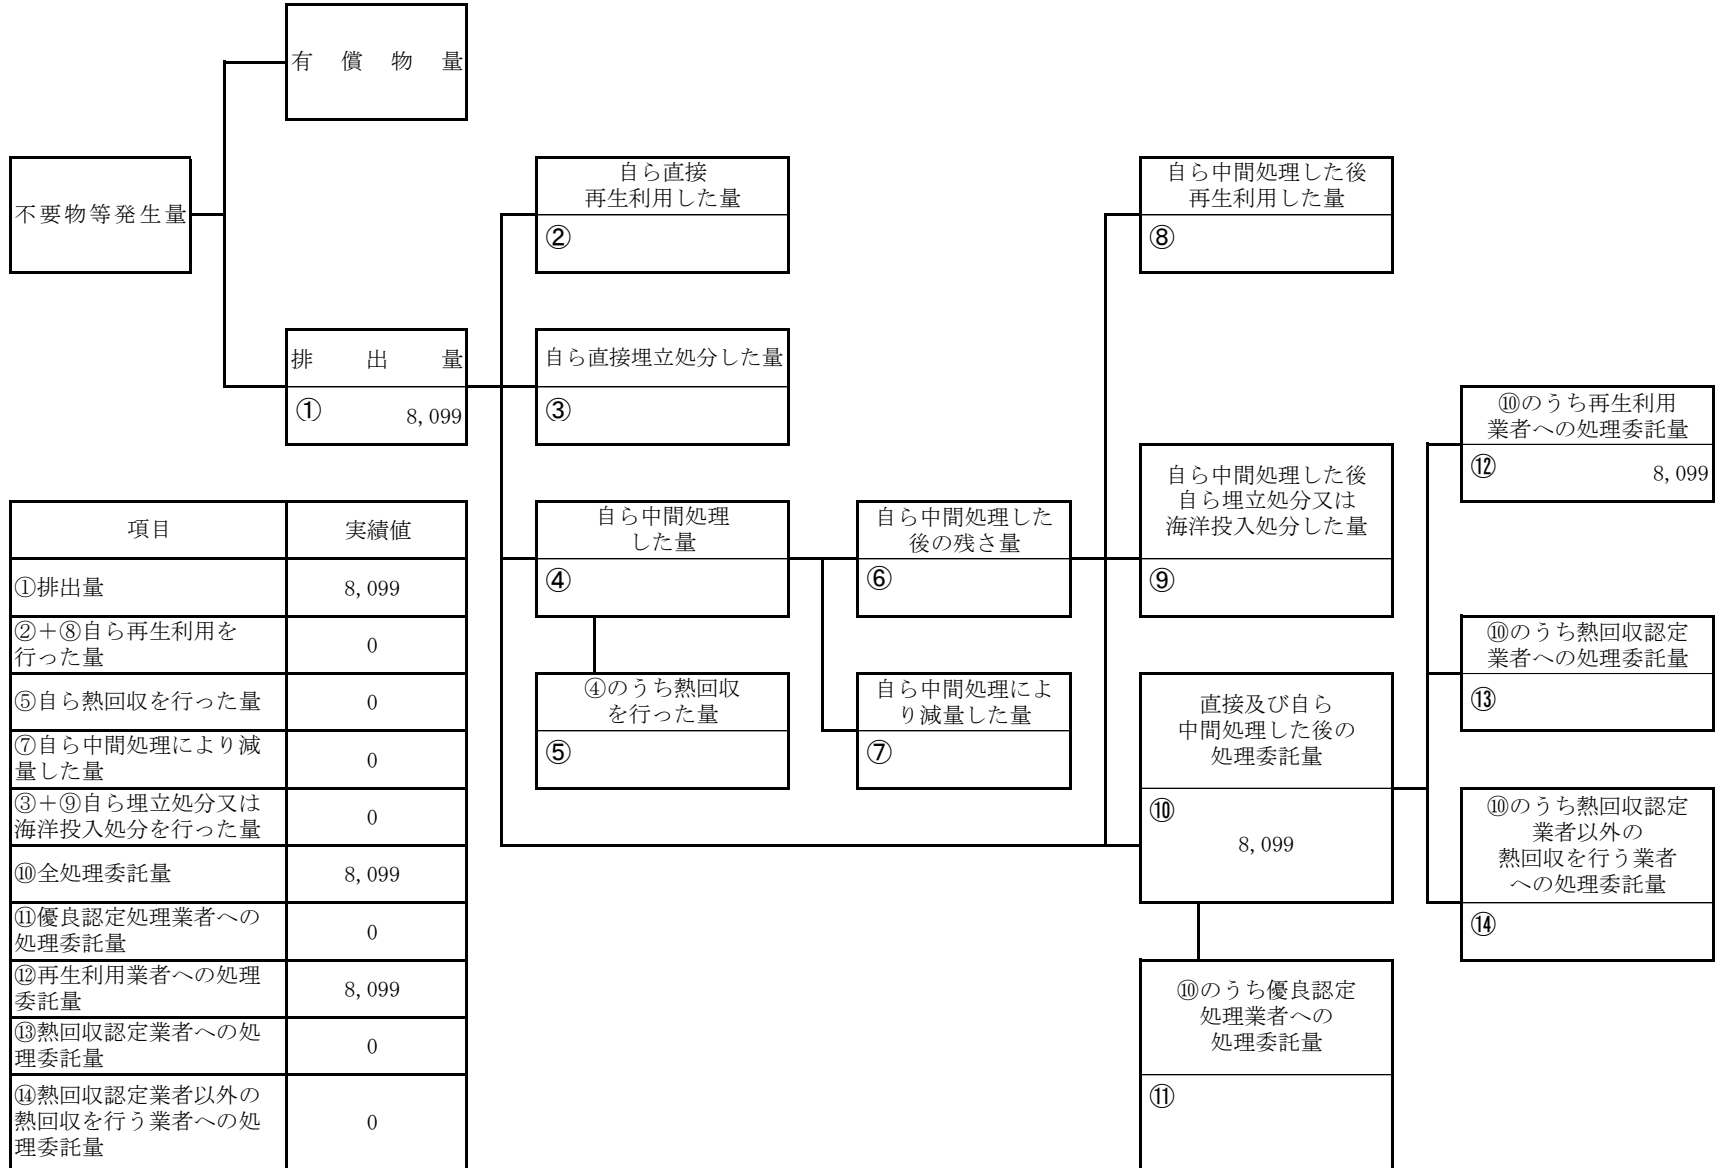 有償物量
不要物等発生量
自ら直接
再生利用した量
②
自ら中間処理した後
再生利用した量
⑧
排出量
① 8,099
自ら直接埋立処分した量
③
⑩のうち再生利用
業者への処理委託量
⑫ 8,099
自ら中間処理
した量
④
自ら中間処理した
後の残さ量
⑥
自ら中間処理した後
自ら埋立処分又は
海洋投入処分した量
⑨
⑩のうち熱回収認定
業者への処理委託量
⑬
④のうち熱回収
を行った量
⑤
自ら中間処理によ
り減量した量
⑦
直接及び自ら
中間処理した後の
処理委託量
⑩
8,099
⑩のうち熱回収認定
業者以外の
熱回収を行う業者
への処理委託量
⑭
⑩のうち優良認定
処理業者への
処理委託量
⑪
項目 実績値
①排出量 8,099
②＋⑧自ら再生利用を
行った量 0
⑤自ら熱回収を行った量 0
⑦自ら中間処理により減
量した量 0
③＋⑨自ら埋立処分又は
海洋投入処分を行った量 0
⑩全処理委託量 8,099
⑪優良認定処理業者への
処理委託量 0
⑫再生利用業者への処理
委託量 8,099
⑬熱回収認定業者への処
理委託量 0
⑭熱回収認定業者以外の
熱回収を行う業者への処
理委託量 0